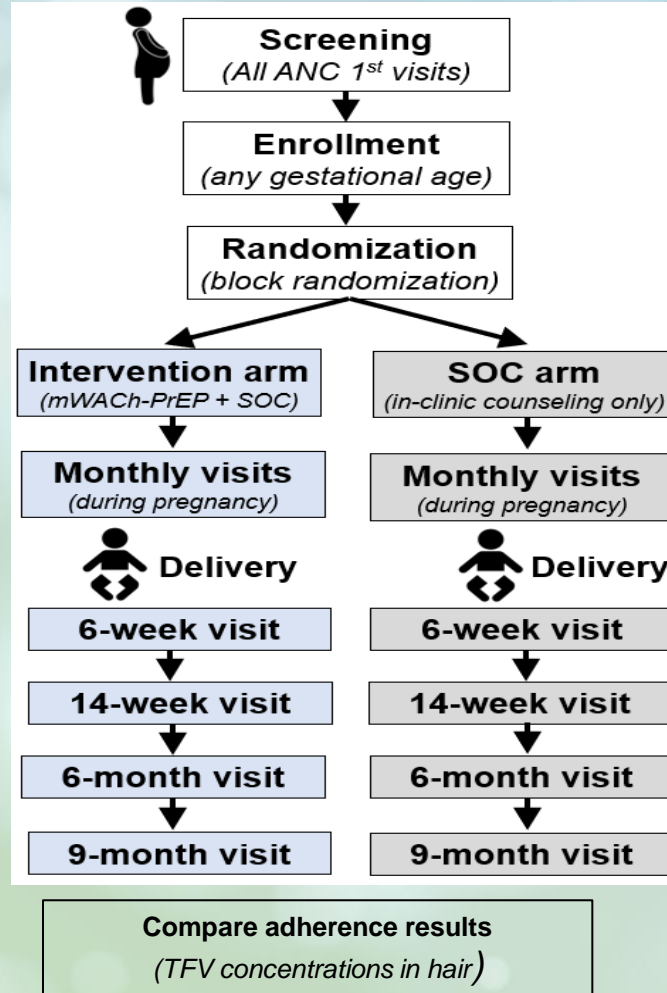 Screening
(All ANC 1st visits)
Enrollment
(any gestational age)
Randomization
(block randomization)
Intervention arm
(mWACh-PrEP + SOC)
Monthly visits
(during pregnancy)
Delivery
6-week visit
14-week visit
6-month visit
9-month visit
SOC arm
(in-clinic counseling only)
Monthly visits
(during pregnancy)
Delivery
6-week visit
14-week visit
6-month visit
9-month visit
Compare adherence results
(TFV concentrations in hair)